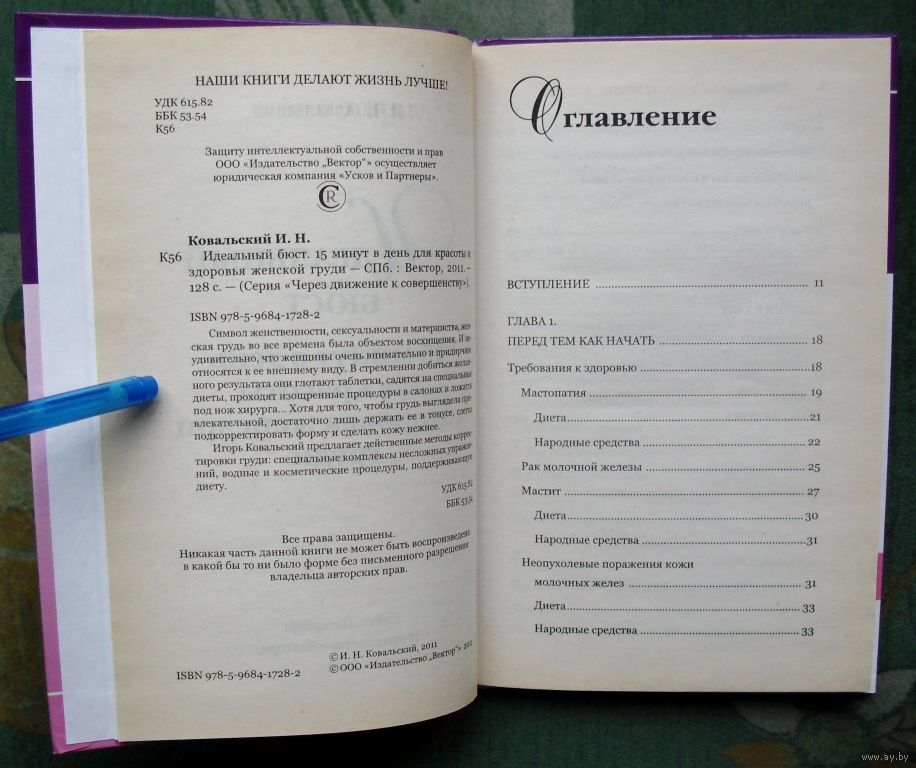 НАШИ КНИГИ ДЕЛАЮТ ЖИЗНЬ ЛУЧШЕ!
УДК 615.82
ББК 53.54
К56
Защиту интеллектуальной собственности и прав
ООО «Издательство „Вектор“» осуществляет
юридическая компания «Усков и Партнеры».
CR
Ковальский И. Н.
К56 Идеальный бюст. 15 минут в день для красоты и
здоровья женской груди — СПб. : Вектор, 2011. –
128 с. — (Серия «Через движение к совершенству»).
ISBN 978-5-9684-1728-2
Символ женственности, сексуальности и материнства, жен-
ская грудь во все времена была объектом восхищения. И не-
удивительно, что женщины очень внимательно и придирчиво
относятся к ее внешнему виду. В стремлении добиться желан-
ного результата они глотают таблетки, садятся на специальные
диеты, проходят изощренные процедуры в салонах и ложатся
под нож хирурга... Хотя для того, чтобы грудь выглядела при-
влекательной, достаточно лишь держать ее в тонусе, слегка
подкорректировать форму и сделать кожу нежнее.
Игорь Ковальский предлагает действенные методы коррек-
тировки груди: специальные комплексы несложных упражне-
ний, водные и косметические процедуры, поддерживающую
диету.
УДК 615.82
ББК 53.54
Все права защищены.
Никакая часть данной книги не может быть воспроизведена
в какой бы то ни было форме без письменного разрешения
владельца авторских прав.
© И. Н. Ковальский, 2011
© ООО «Издательство „Вектор“» 2011
ISBN 978-5-9684-1728-2
Оглавление
ВСТУПЛЕНИЕ 11
ГЛАВА 1.
ПЕРЕД ТЕМ КАК НАЧАТЬ 18
Требования к здоровью 18
Мастопатия 19
Диета 21
Народные средства 22
Рак молочной железы 25
Мастит 27
Диета 30
Народные средства 31
Неопухолевые поражения кожи
молочных желез 31
Диета 33
Народные средства 33
www.ay.by